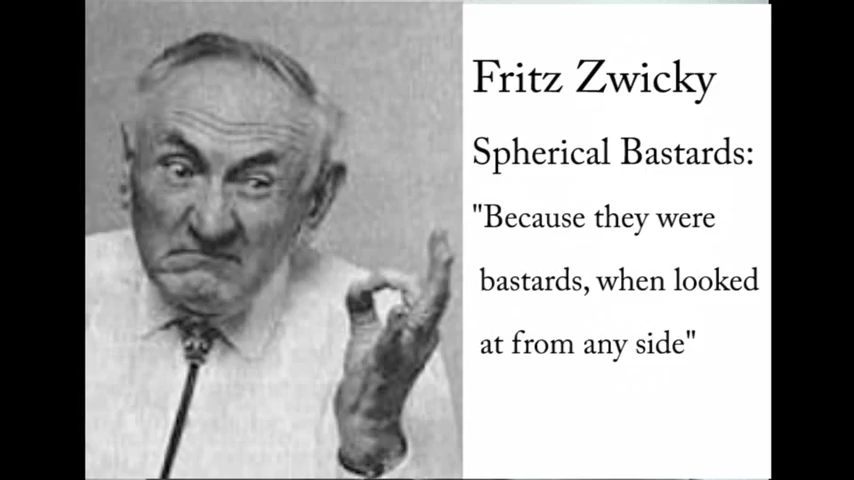 Fritz Zwicky
Spherical Bastards:
"Because they were
bastards, when looked
at from any side"